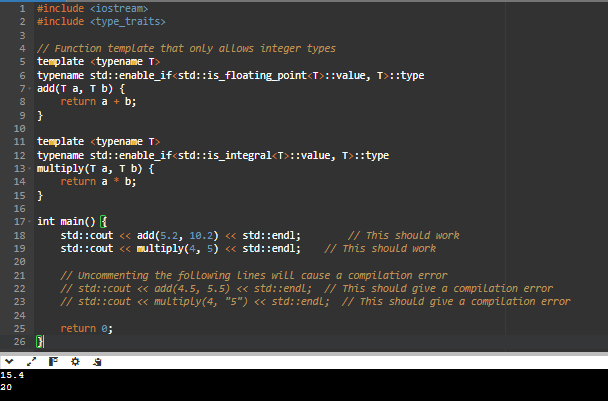 1 #include <iostream>
2 #include <type_traits>
3
4 // Function template that only allows integer types
5 template <typename T>
6 typename std::enable_if<std::is_floating_point<T>::value, T>::type
7 add(T a, T b) {
8     return a + b;
9 }
10
11 template <typename T>
12 typename std::enable_if<std::is_integral<T>::value, T>::type
13 multiply(T a, T b) {
14     return a * b;
15 }
16
17 int main() {
18     std::cout << add(5.2, 10.2) << std::endl;       // This should work
19     std::cout << multiply(4, 5) << std::endl;    // This should work
20
21     // Uncommenting the following lines will cause a compilation error
22     // std::cout << add(4.5, 5.5) << std::endl;  // This should give a compilation error
23     // std::cout << multiply(4, "5") << std::endl;  // This should give a compilation error
24
25     return 0;
26 }
15.4
20